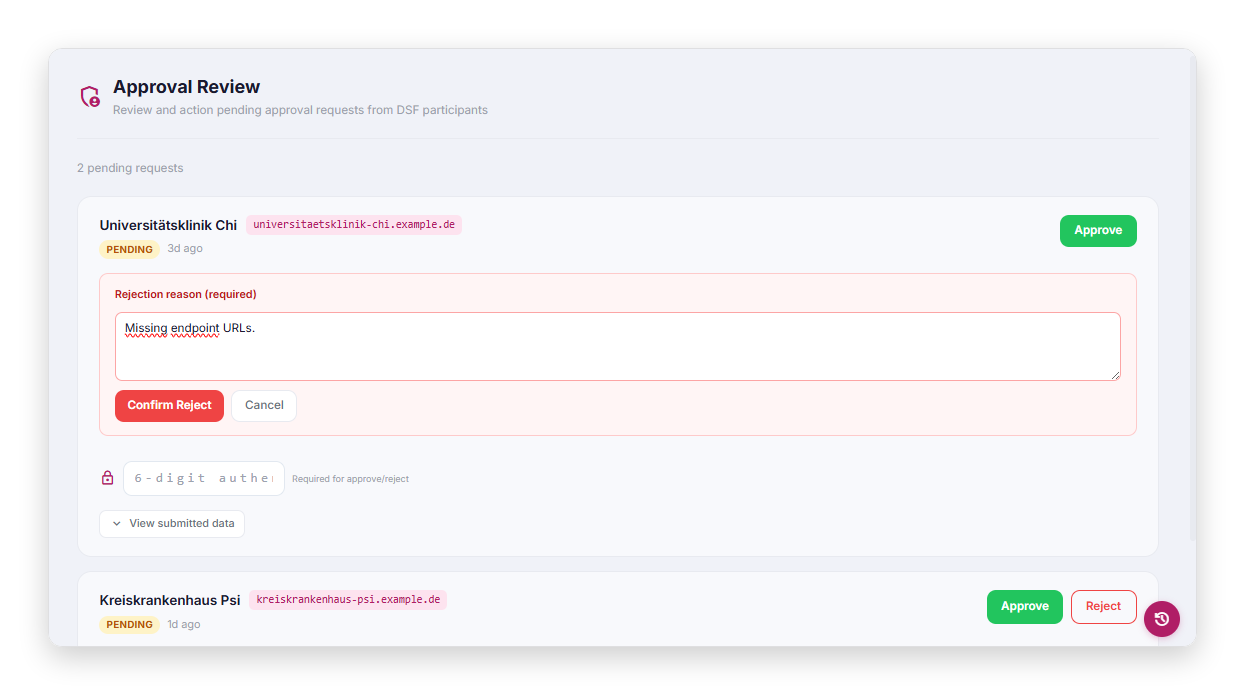 Approval Review
Review and action pending approval requests from DSF participants
2 pending requests
Universitätsklinik Chi universitaetsklinik-chi.example.de
Approve
PENDING 3d ago
Rejection reason (required)
Missing endpoint URLs.
Confirm Reject Cancel
6-digit authe
Required for approve/reject
View submitted data
Kreiskrankenhaus Psi kreiskrankenhaus-psi.example.de
Approve Reject
PENDING 1d ago